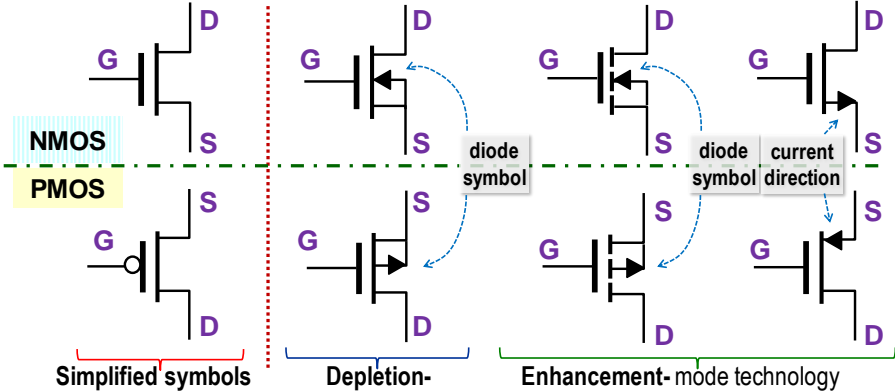 D D D D
G G G G
NMOS
S S S S
diode symbol
diode symbol
current direction
PMOS
S S S S
G G G G
D D D D
Simplified symbols
Depletion-
Enhancement- mode technology